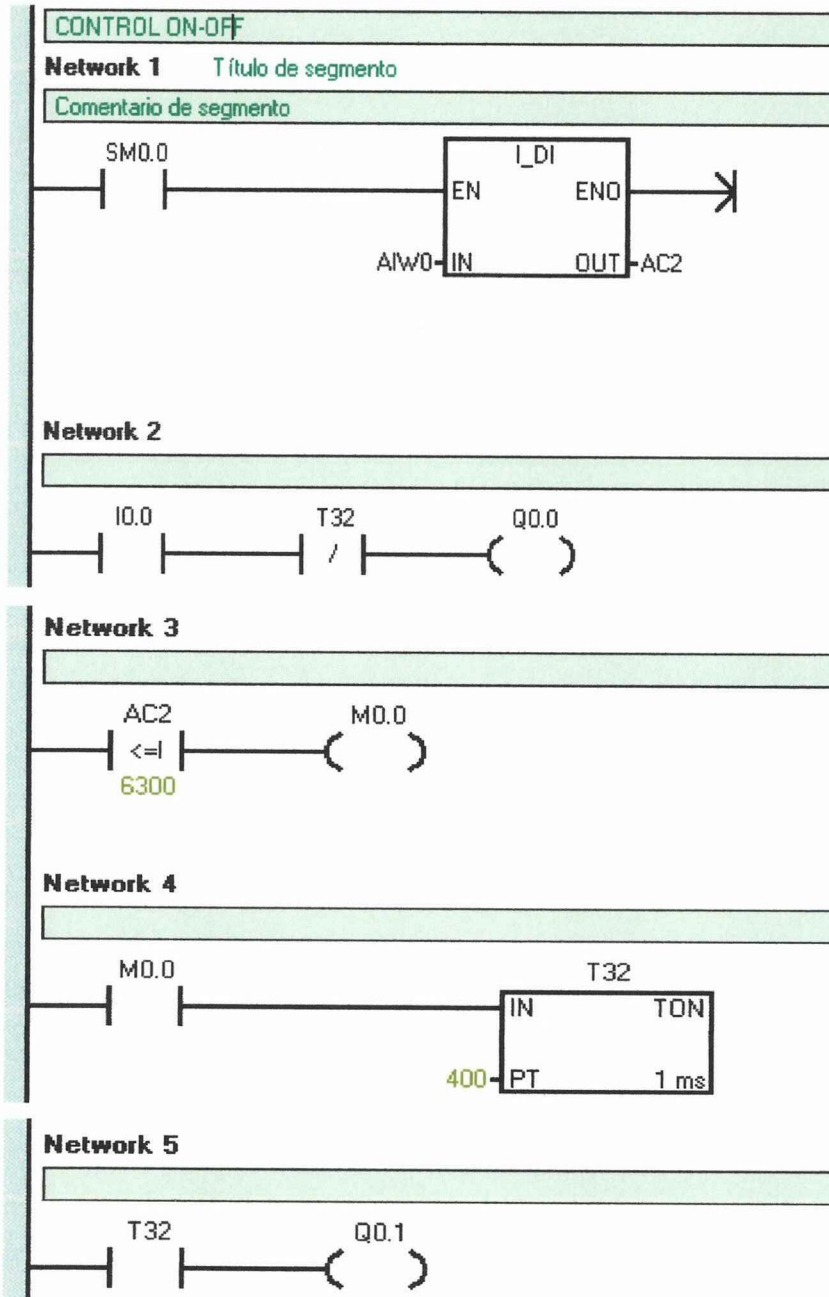 CONTROL ON-OFF
Network 1 Título de segmento
Comentario de segmento
SM0.0
I_DI
EN ENO
AIW0 IN OUT AC2
Network 2
I0.0 T32 Q0.0
/
Network 3
AC2 M0.0
<=I
6300
Network 4
M0.0 T32
IN TON
400 PT 1 ms
Network 5
T32 Q0.1